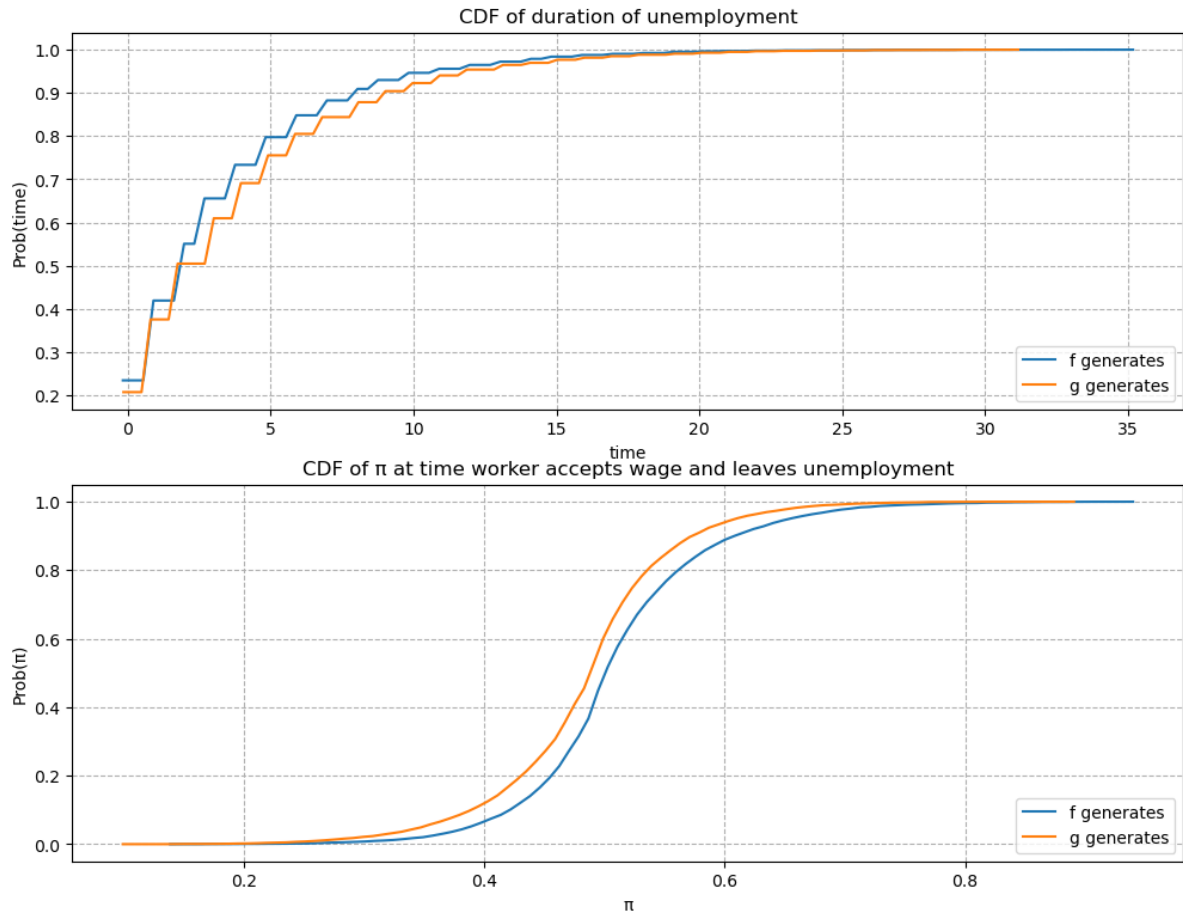 CDF of duration of unemployment
1.0
0.9
0.8
0.7
0.6
0.5
0.4
0.3
0.2
Prob(time)
f generates
g generates
0 5 10 15 20 25 30 35
time
CDF of π at time worker accepts wage and leaves unemployment
1.0
0.8
0.6
0.4
0.2
0.0
Prob(π)
f generates
g generates
0.2 0.4 0.6 0.8
π